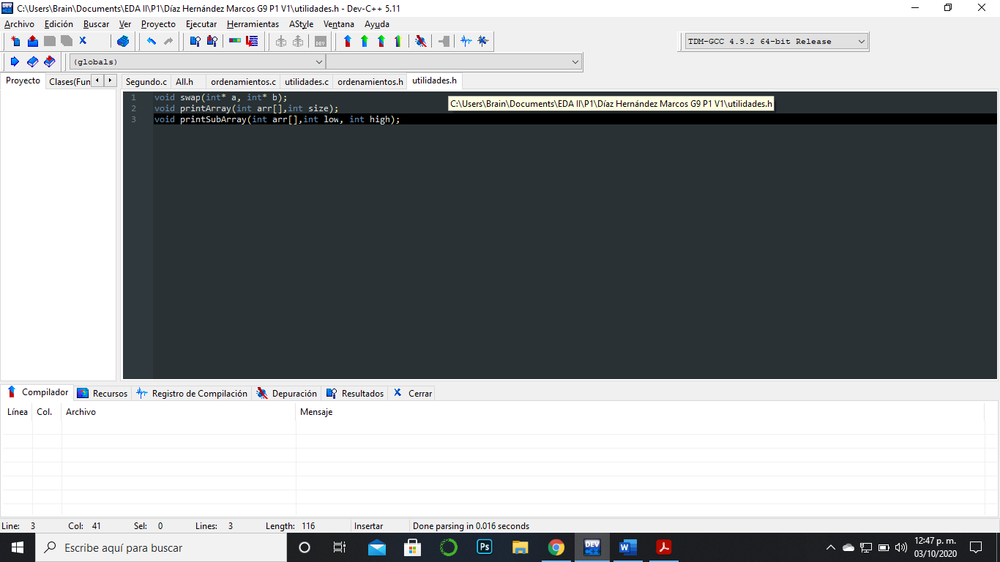 C:\Users\Brain\Documents\EDA II\P1\Díaz Hernández Marcos G9 P1 V1\utilidades.h - Dev-C++ 5.11
Archivo Edición Buscar Ver Proyecto Ejecutar Herramientas AStyle Ventana Ayuda
TDM-GCC 4.9.2 64-bit Release
(globals)
Proyecto Clases(Fun Segundo.c All.h ordenamientos.c utilidades.c ordenamientos.h utilidades.h
1 void swap(int* a, int* b);
C:\Users\Brain\Documents\EDA II\P1\Díaz Hernández Marcos G9 P1 V1\utilidades.h
2 void printArray(int arr[],int size);
3 void printSubArray(int arr[],int low, int high);
Compilador Recursos Registro de Compilación Depuración Resultados Cerrar
Línea Col. Archivo Mensaje
Line: 3 Col: 41 Sel: 0 Lines: 3 Length: 116 Insertar Done parsing in 0.016 seconds
Escribe aquí para buscar
Ps
DEV
W
12:47 p. m.
03/10/2020